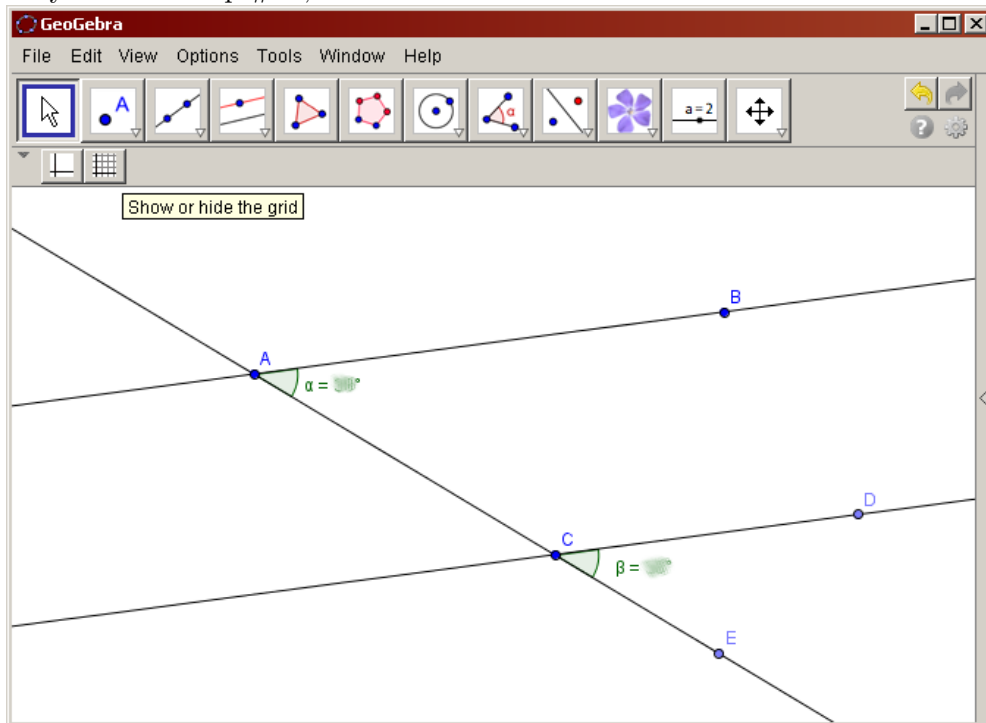 GeoGebra
File Edit View Options Tools Window Help
A
α
a = 2
?
Show or hide the grid
B
A
α = °
D
C
β = °
E